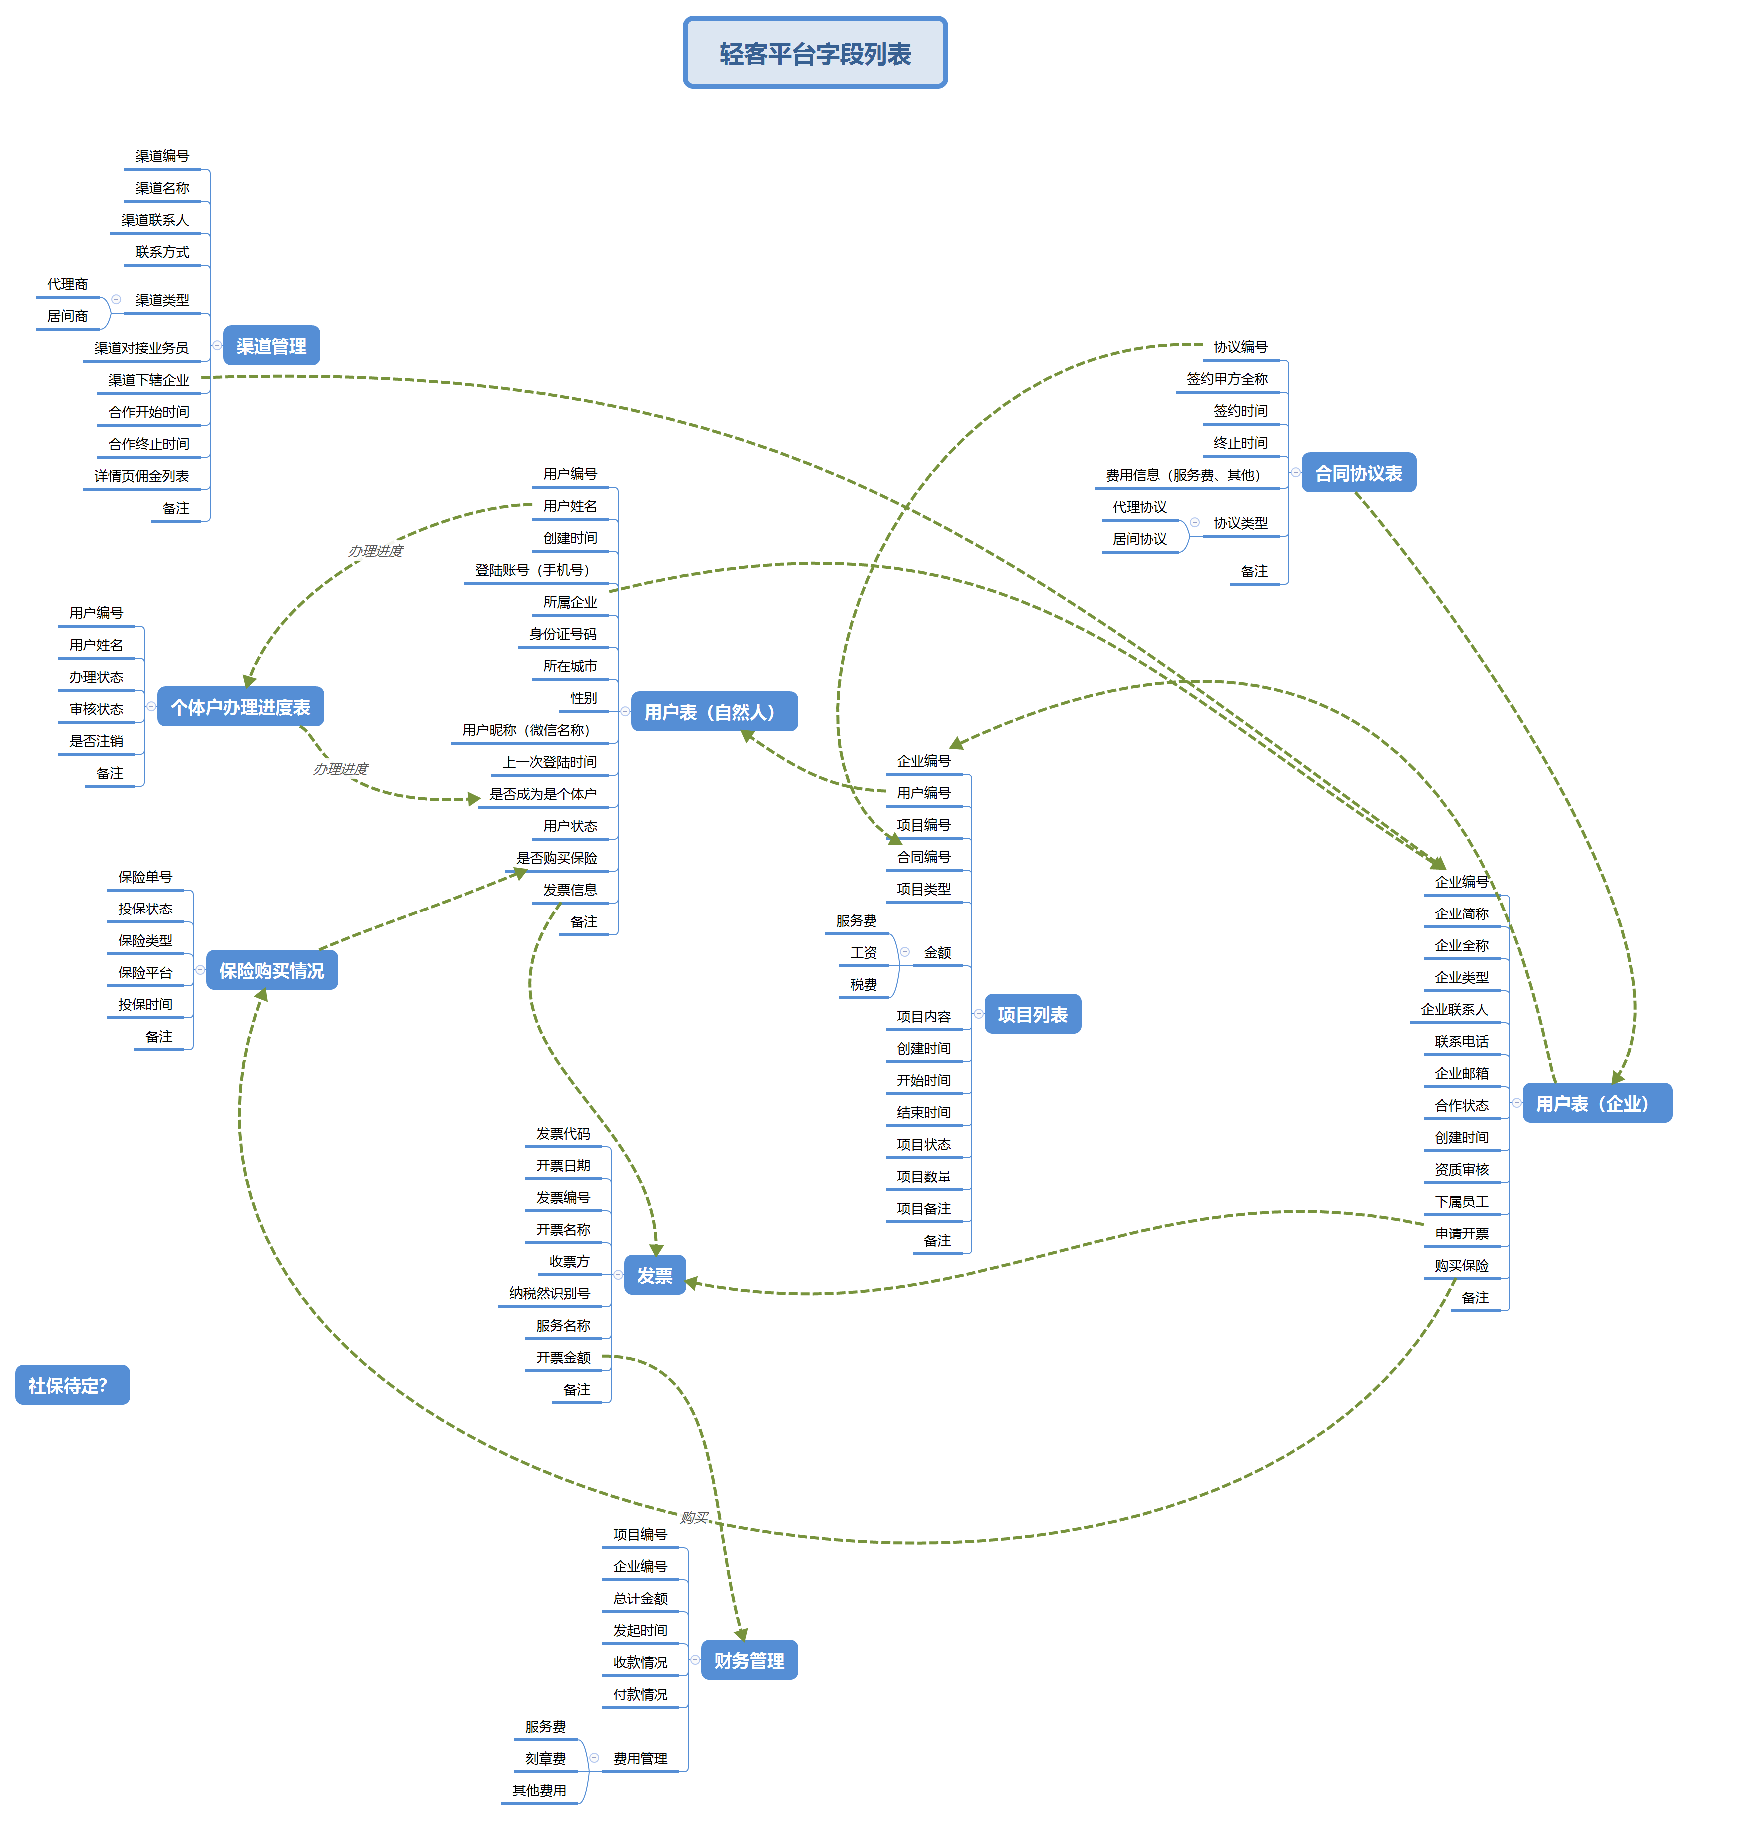 轻客平台字段列表
渠道编号
渠道名称
渠道联系人
联系方式
代理商
居间商
渠道类型
渠道对接业务员
渠道下辖企业
合作开始时间
合作终止时间
详情页佣金列表
备注
渠道管理
协议编号
签约甲方全称
签约时间
终止时间
费用信息（服务费、其他）
代理协议
居间协议
协议类型
备注
合同协议表
用户编号
用户姓名
创建时间
登陆账号（手机号）
所属企业
身份证号码
所在城市
性别
用户昵称（微信名称）
上一次登陆时间
是否成为是个体户
用户状态
是否购买保险
发票信息
备注
用户表（自然人）
办理进度
用户编号
用户姓名
办理状态
审核状态
是否注销
备注
个体户办理进度表
办理进度
企业编号
用户编号
项目编号
合同编号
项目类型
服务费
工资
税费
金额
项目内容
创建时间
开始时间
结束时间
项目状态
项目数量
项目备注
备注
项目列表
保险单号
投保状态
保险类型
保险平台
投保时间
备注
保险购买情况
企业编号
企业简称
企业全称
企业类型
企业联系人
联系电话
企业邮箱
合作状态
创建时间
资质审核
下属员工
申请开票
购买保险
备注
用户表（企业）
发票代码
开票日期
发票编号
开票名称
收票方
纳税然识别号
服务名称
开票金额
备注
发票
社保待定？
购买
项目编号
企业编号
总计金额
发起时间
收款情况
付款情况
服务费
刻章费
其他费用
费用管理
财务管理